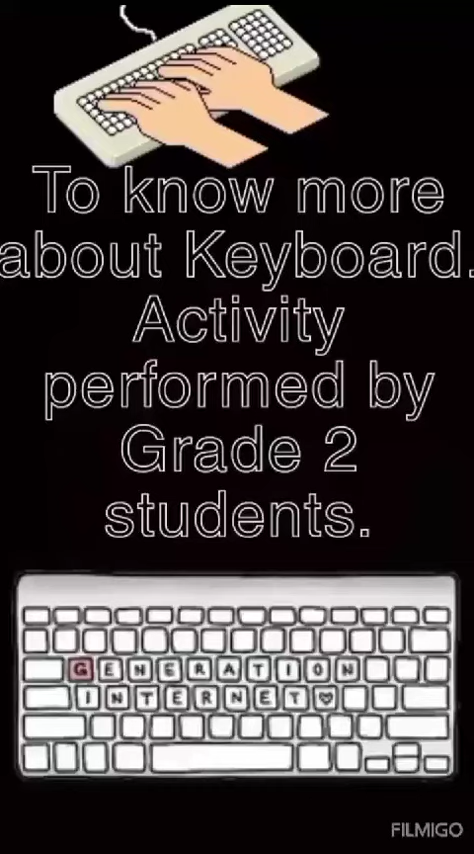 To know more
about Keyboard.
Activity
performed by
Grade 2
students.
GENERATION
INTERNET♡
FILMIGO